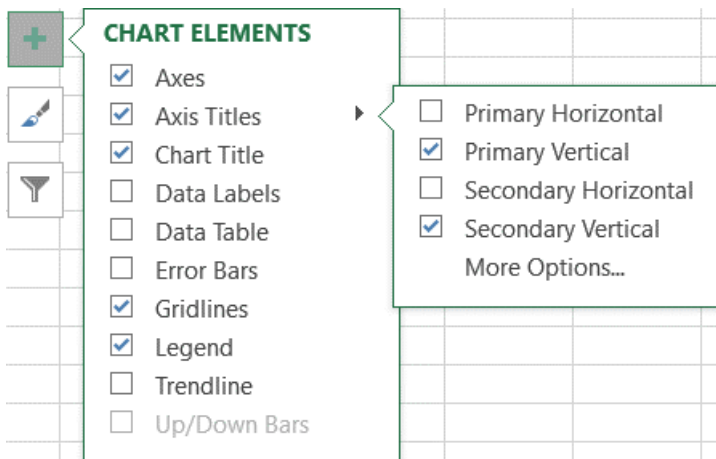 CHART ELEMENTS
Axes
Axis Titles
Chart Title
Data Labels
Data Table
Error Bars
Gridlines
Legend
Trendline
Up/Down Bars
Primary Horizontal
Primary Vertical
Secondary Horizontal
Secondary Vertical
More Options...